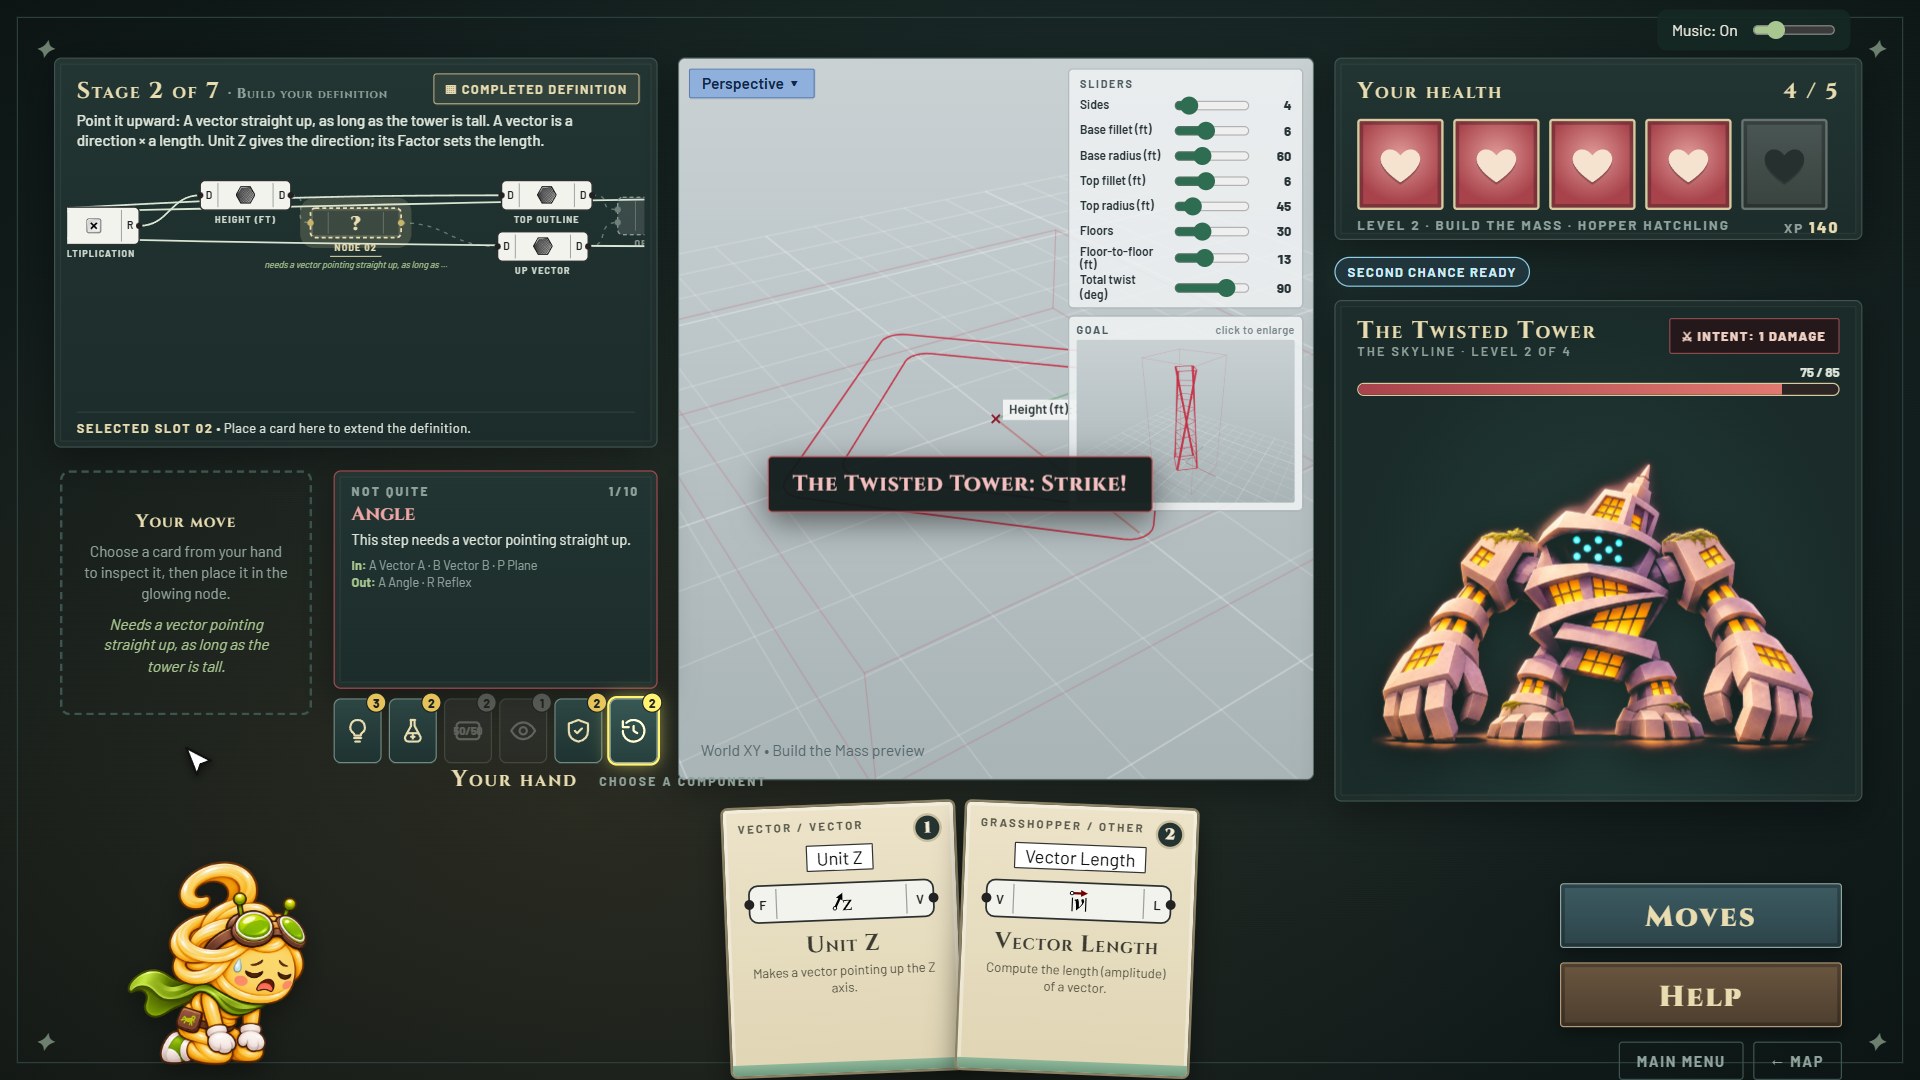 Music: On
Stage 2 of 7 · Build your definition
COMPLETED DEFINITION
Point it upward: A vector straight up, as long as the tower is tall. A vector is a
direction × a length. Unit Z gives the direction; its Factor sets the length.
R
LTIPLICATION
D D
HEIGHT (FT)
?
NODE 02
needs a vector pointing straight up, as long as ...
D D
TOP OUTLINE
D D
UP VECTOR
SELECTED SLOT 02 • Place a card here to extend the definition.
Your move
Choose a card from your hand
to inspect it, then place it in the
glowing node.
Needs a vector pointing
straight up, as long as the
tower is tall.
NOT QUITE 1/10
Angle
This step needs a vector pointing straight up.
In: A Vector A · B Vector B · P Plane
Out: A Angle · R Reflex
3
2
2
50/50
1
2
2
Your hand
CHOOSE A COMPONENT
Perspective ▾
SLIDERS
Sides 4
Base fillet (ft) 6
Base radius (ft) 60
Top fillet (ft) 6
Top radius (ft) 45
Floors 30
Floor-to-floor
(ft) 13
Total twist
(deg) 90
GOAL click to enlarge
Height (ft)
The Twisted Tower: Strike!
World XY • Build the Mass preview
VECTOR / VECTOR
1
Unit Z
F Z V
Unit Z
Makes a vector pointing up the Z
axis.
GRASSHOPPER / OTHER
2
Vector Length
V |v| L
Vector Length
Compute the length (amplitude)
of a vector.
Your health 4 / 5
LEVEL 2 · BUILD THE MASS · HOPPER HATCHLING
XP 140
SECOND CHANCE READY
The Twisted Tower
THE SKYLINE · LEVEL 2 OF 4
INTENT: 1 DAMAGE
75 / 85
Moves
Help
MAIN MENU
← MAP